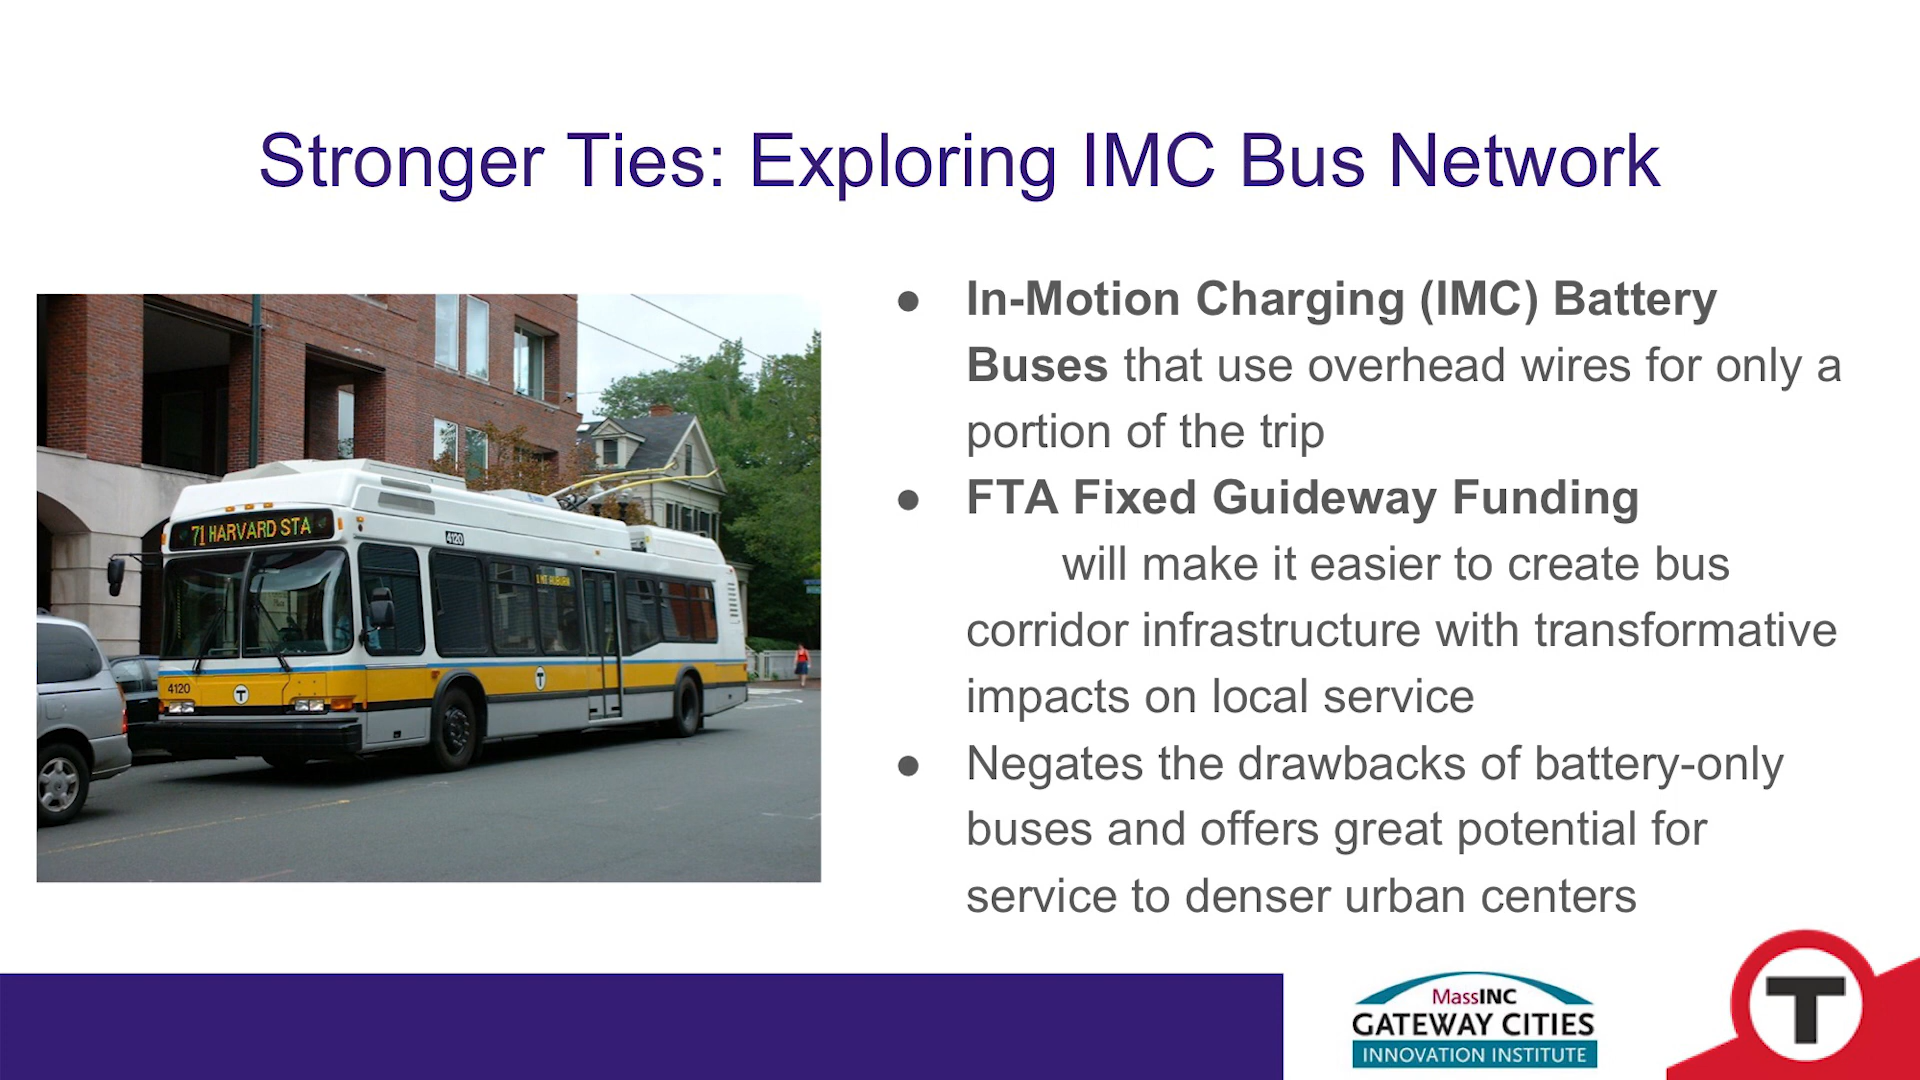 Stronger Ties: Exploring IMC Bus Network
71 HARVARD STA
4120
4120
T
T
● In-Motion Charging (IMC) Battery
Buses that use overhead wires for only a
portion of the trip
● FTA Fixed Guideway Funding
will make it easier to create bus
corridor infrastructure with transformative
impacts on local service
● Negates the drawbacks of battery-only
buses and offers great potential for
service to denser urban centers
MassINC
GATEWAY CITIES
INNOVATION INSTITUTE
T